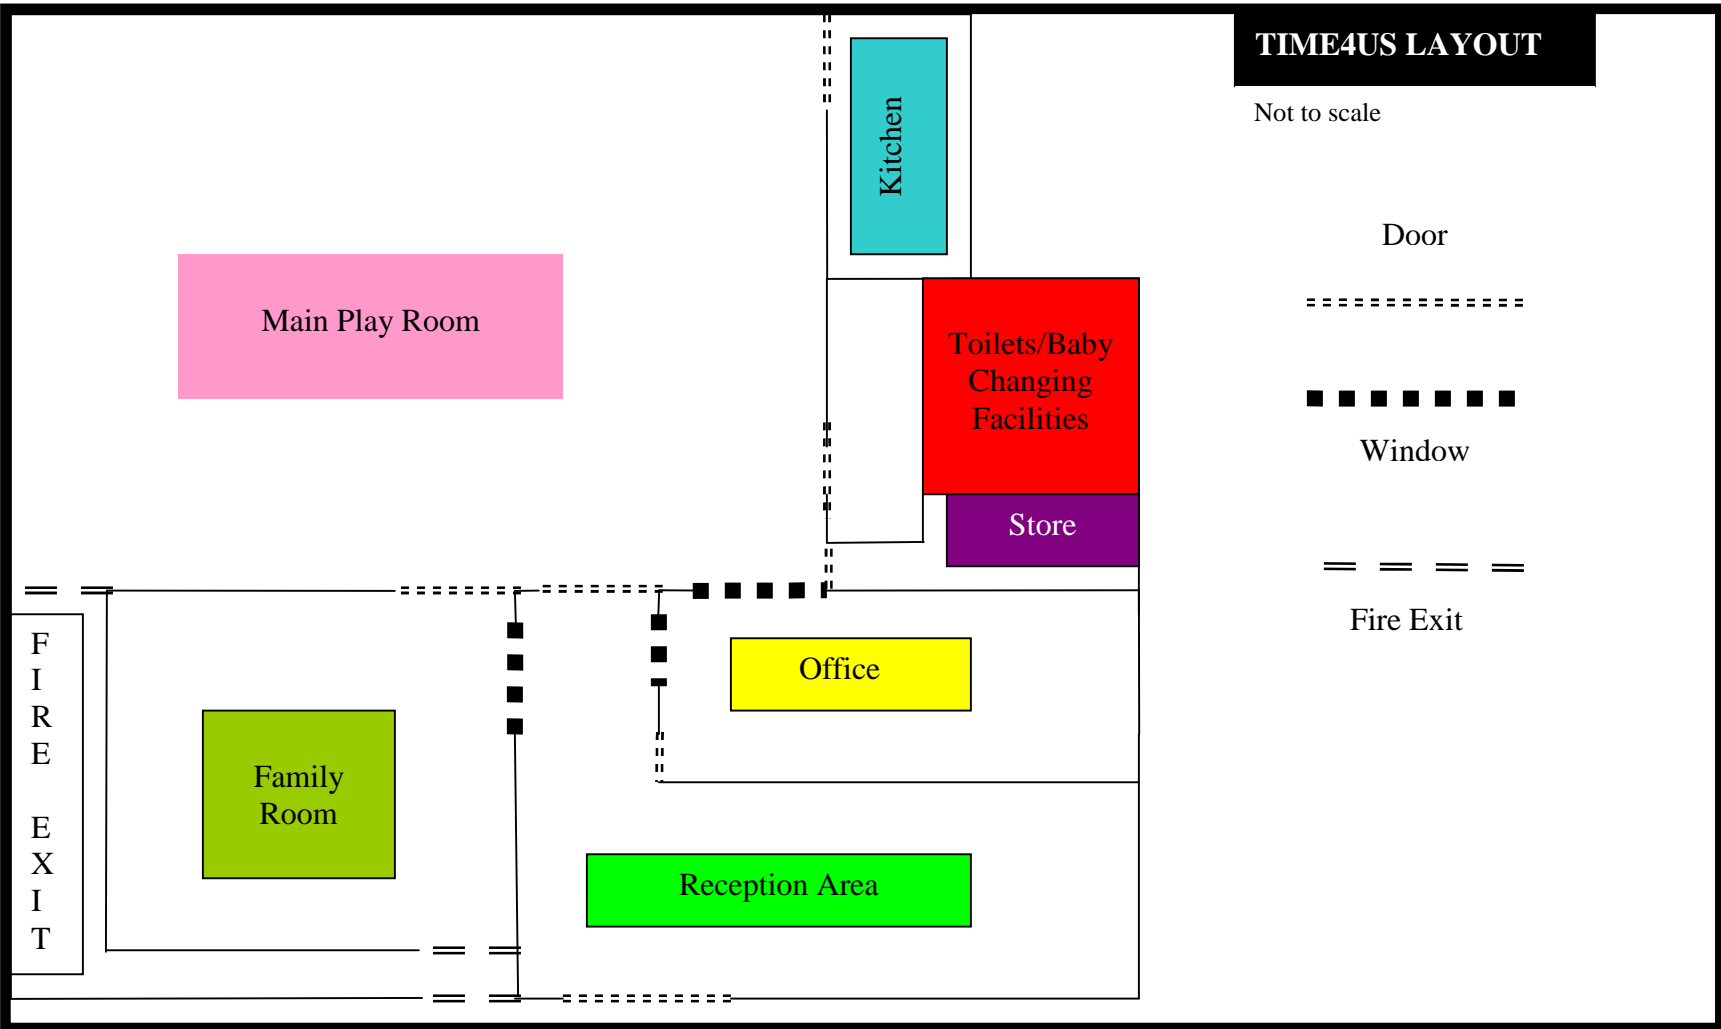 TIME4US LAYOUT
Not to scale
Kitchen
Door
Main Play Room
Toilets/Baby
Changing
Facilities
Window
Store
Fire Exit
F
I
R
E
E
X
I
T
Office
Family
Room
Reception Area